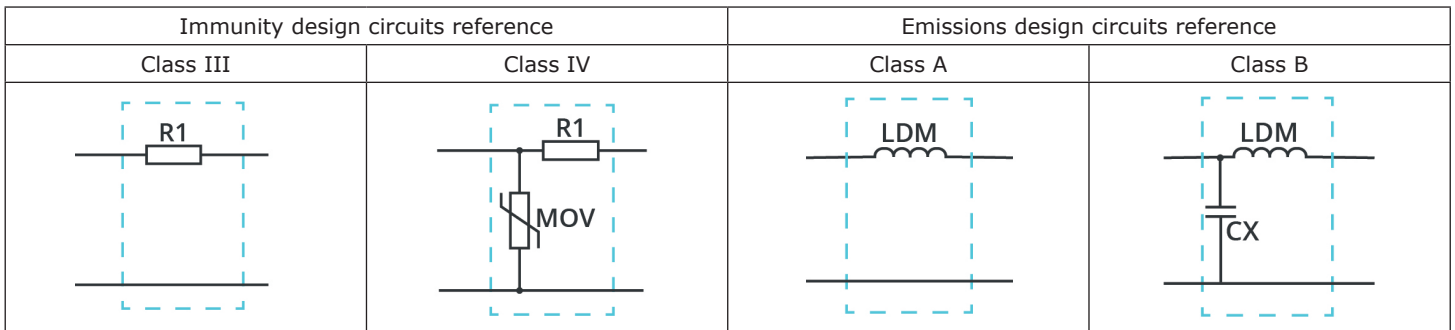 Immunity design circuits reference
Emissions design circuits reference
Class III
Class IV
Class A
Class B
R1
R1
MOV
LDM
LDM
CX